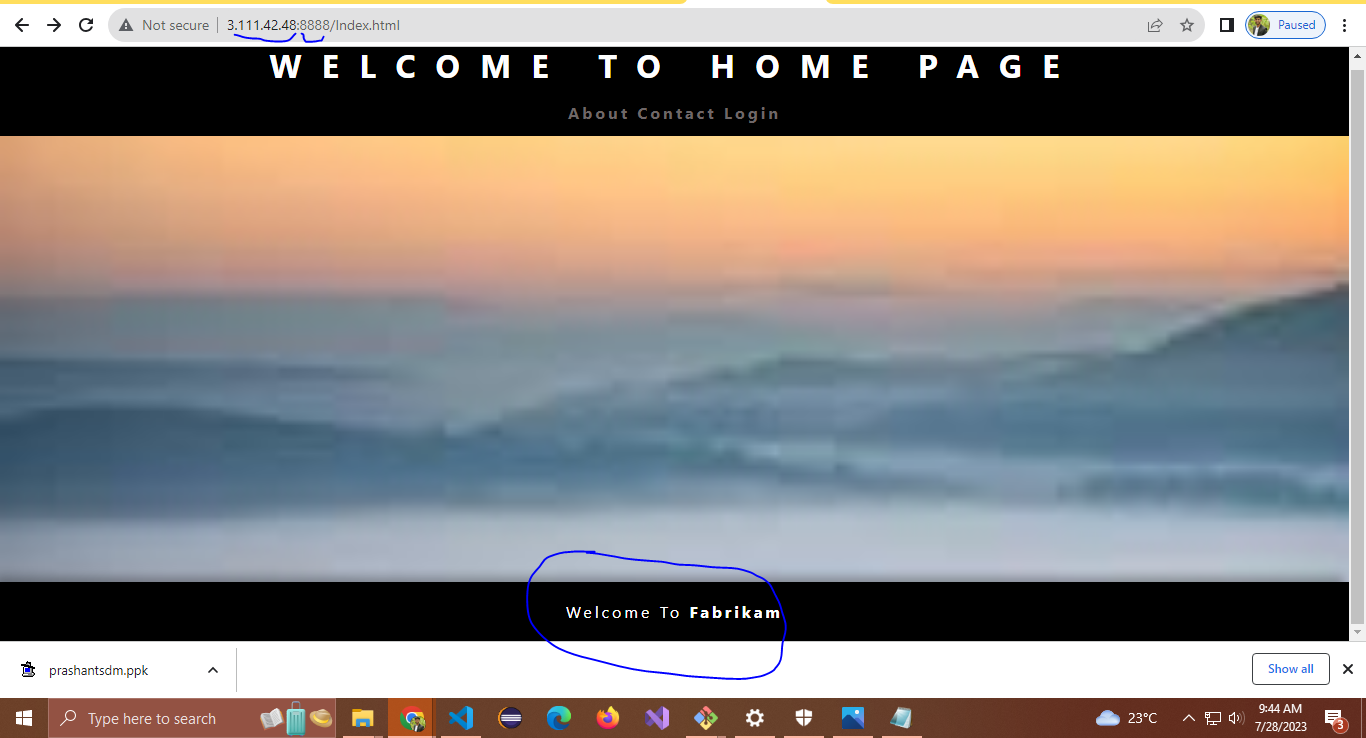 Not secure | 3.111.42.48:8888/Index.html
Paused
WELCOME TO HOME PAGE
About Contact Login
Welcome To Fabrikam
prashantsdm.ppk
Show all
Type here to search
23°C
9:44 AM
7/28/2023
3